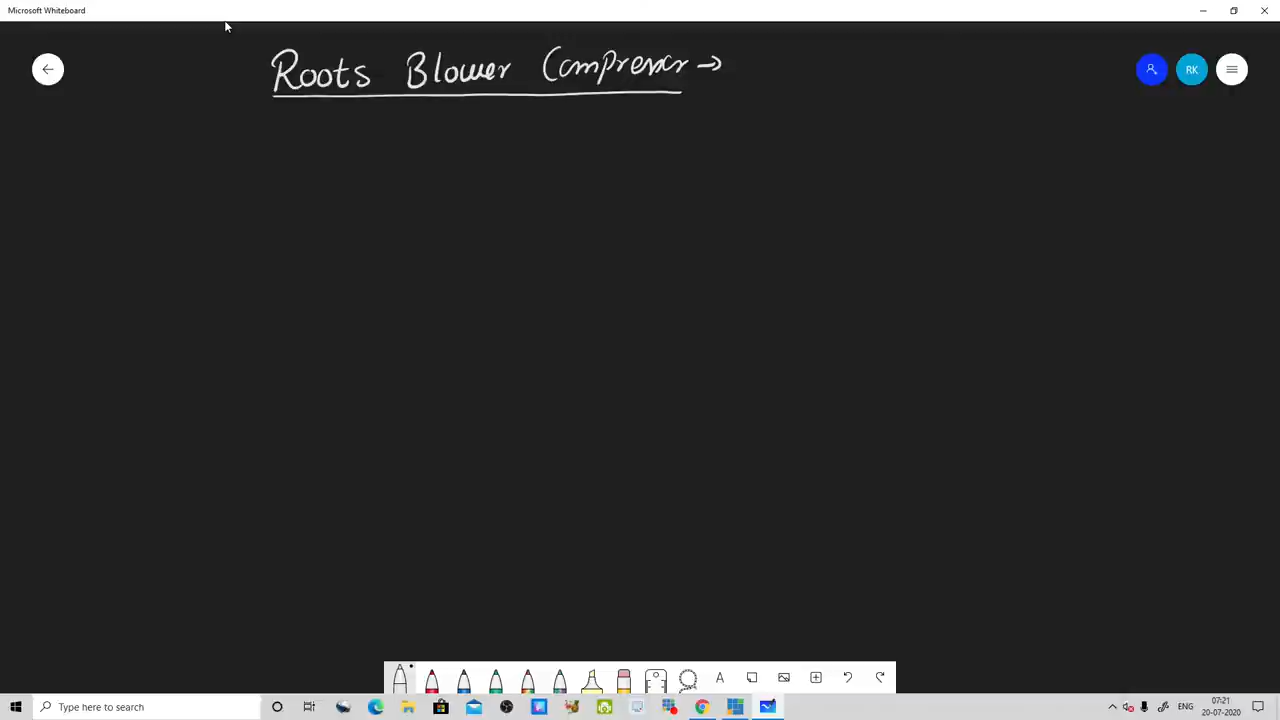 Microsoft Whiteboard
Roots Blower Compressor →
RK
A
Type here to search
ENG
07:21
20-07-2020